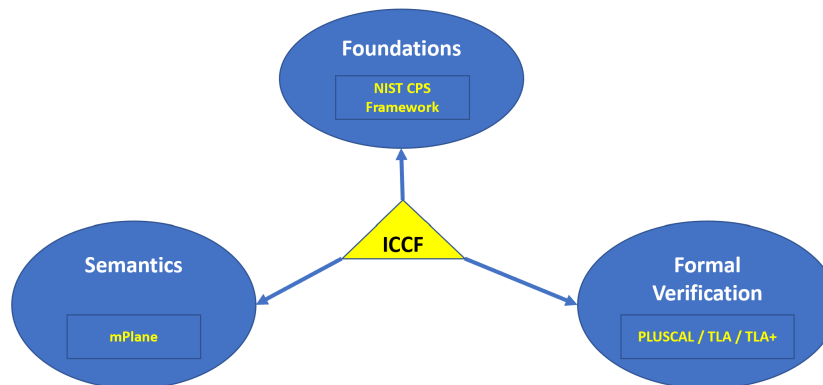 Foundations
NIST CPS
Framework
ICCF
Semantics
mPlane
Formal
Verification
PLUSCAL / TLA / TLA+